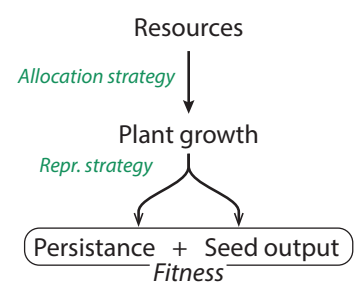 Resources
Allocation strategy
Plant growth
Repr. strategy
Persistance + Seed output
Fitness